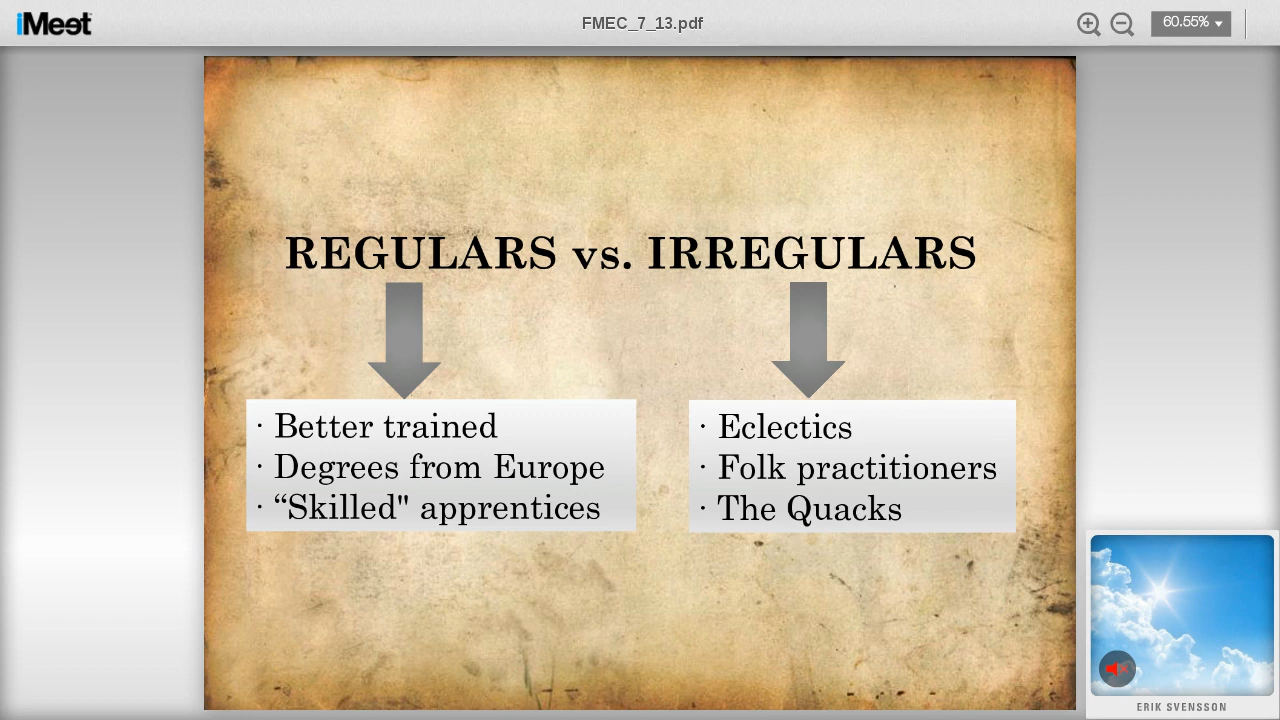 iMeet
FMEC_7_13.pdf
60.55%
REGULARS vs. IRREGULARS
· Better trained
· Degrees from Europe
· “Skilled" apprentices
· Eclectics
· Folk practitioners
· The Quacks
ERIK SVENSSON